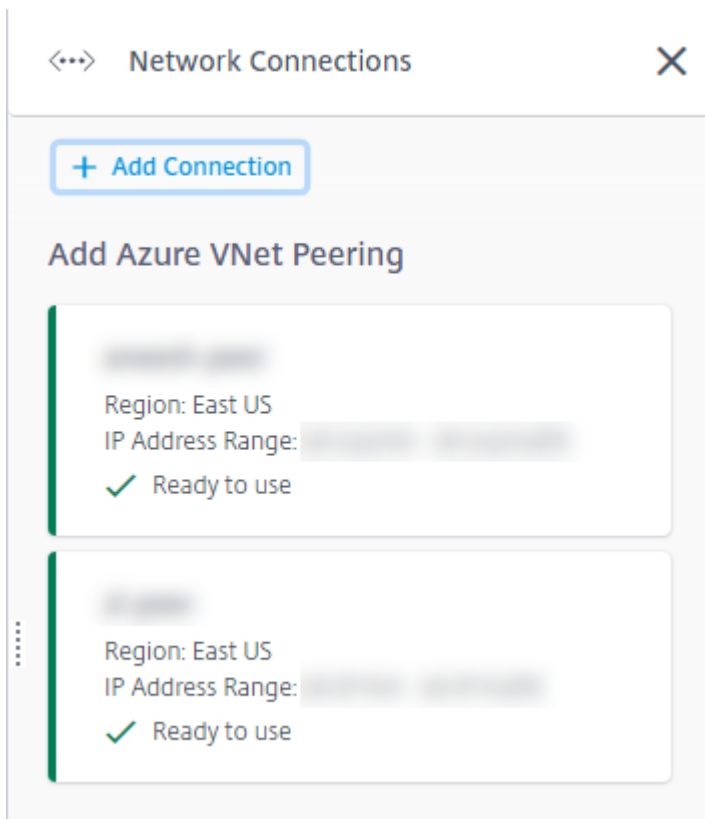 Network Connections
+ Add Connection
Add Azure VNet Peering
Region: East US
IP Address Range:
Ready to use
Region: East US
IP Address Range:
Ready to use